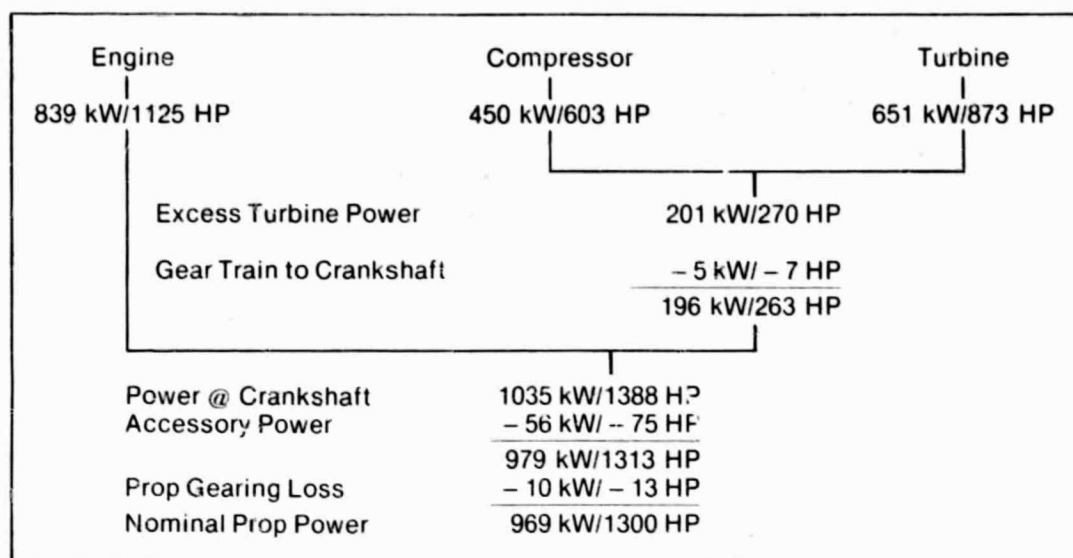 Engine Compressor Turbine
839 kW/1125 HP 450 kW/603 HP 651 kW/873 HP
Excess Turbine Power 201 kW/270 HP
Gear Train to Crankshaft – 5 kW/ – 7 HP
196 kW/263 HP
Power @ Crankshaft 1035 kW/1388 HP
Accessory Power – 56 kW/ – 75 HP
979 kW/1313 HP
Prop Gearing Loss – 10 kW/ – 13 HP
Nominal Prop Power 969 kW/1300 HP